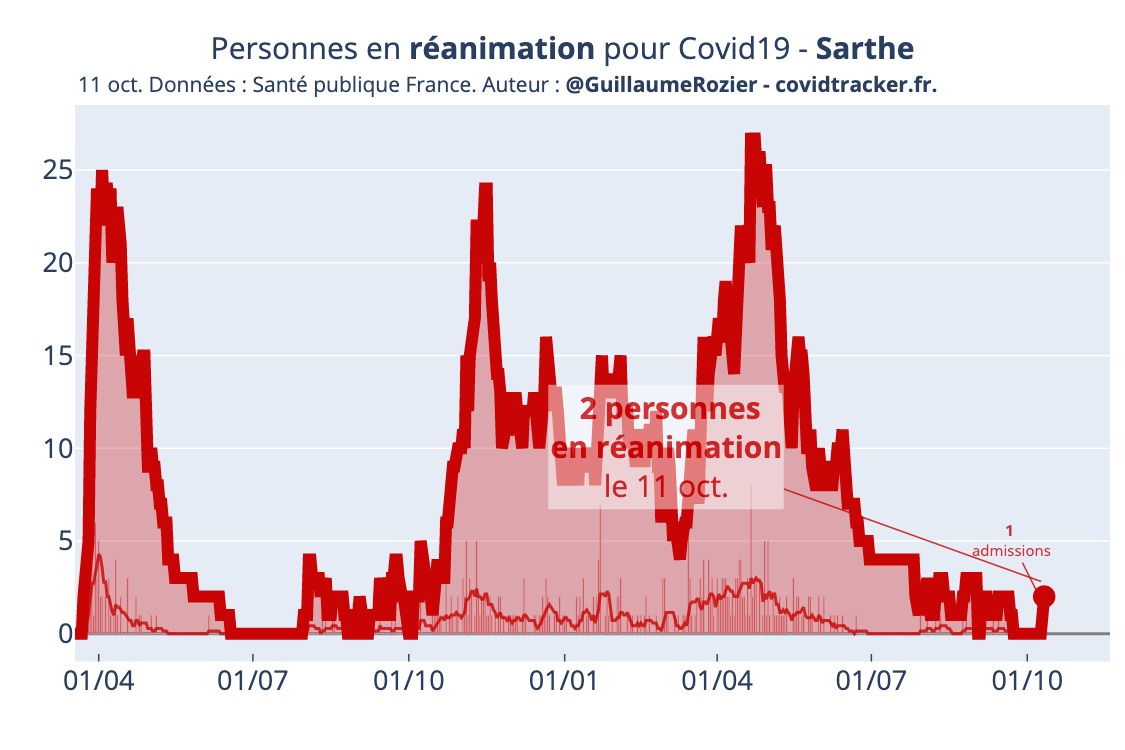 Personnes en réanimation pour Covid19 - Sarthe
11 oct. Données : Santé publique France. Auteur : @GuillaumeRozier - covidtracker.fr.
25
20
15
10
5
0
2 personnes
en réanimation
le 11 oct.
1
admissions
01/04
01/07
01/10
01/01
01/04
01/07
01/10